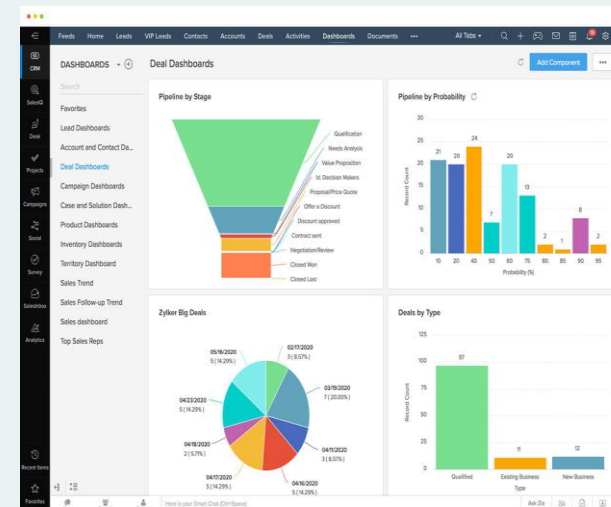 Feeds Home Leads VIP Leads Contacts Accounts Deals Activities Dashboards Documents ••• All Tabs
CRM
SalesIQ
Desk
Projects
Campaigns
Social
Survey
SalesInbox
Analytics
Recent Items
Favorites
DASHBOARDS
Search
Favorites
Lead Dashboards
Account and Contact Da...
Deal Dashboards
Campaign Dashboards
Case and Solution Dash...
Product Dashboards
Inventory Dashboards
Territory Dashboard
Sales Trend
Sales Follow-up Trend
Sales dashboard
Top Sales Reps
Deal Dashboards
Add Component
Pipeline by Stage
Qualification
Needs Analysis
Value Proposition
Id. Decision Makers
Proposal/Price Quote
Offer a Discount
Discount approved
Contract sent
Negotiation/Review
Closed Won
Closed Lost
Pipeline by Probability
Record Count
30
25
20
15
10
5
0
21 20 24 7 20 13 2 1 8 2
10 20 40 50 60 75 80 85 90 95
Probability (%)
Zylker Big Deals
02/17/2020
3 ( 8.57% )
03/19/2020
7 ( 20.00% )
04/11/2020
3 ( 8.57% )
04/16/2020
5 ( 14.29% )
04/17/2020
5 ( 14.29% )
04/18/2020
2 ( 5.71% )
04/23/2020
5 ( 14.29% )
05/16/2020
5 ( 14.29% )
Deals by Type
Record Count
125
100
75
50
25
0
97 11 12
Qualified Existing Business New Business
Type
Here is your Smart Chat (Ctrl+Space)
Ask Zia